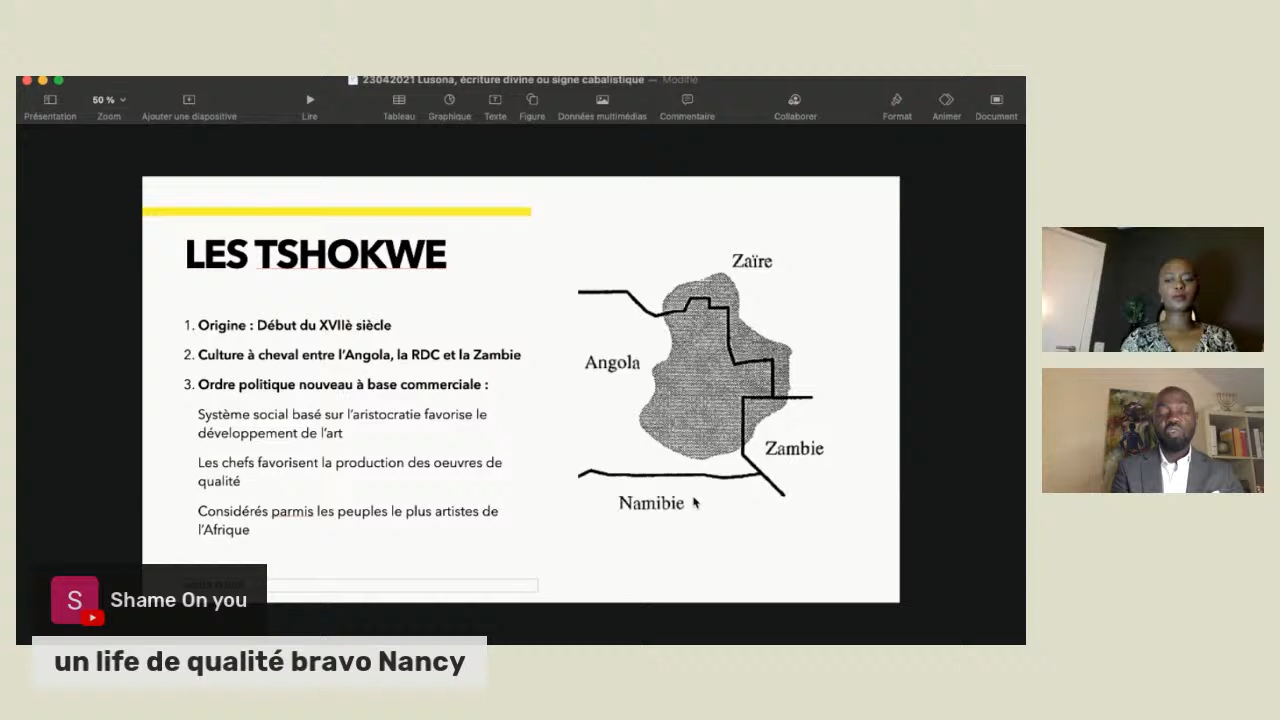 23042021 Lusona, écriture divine ou signe cabalistique — Modifié
Présentation
50 %
Zoom
Ajouter une diapositive
Lire
Tableau
Graphique
Texte
Figure
Données multimédias
Commentaire
Collaborer
Format
Animer
Document
LES TSHOKWE
1. Origine : Début du XVIIè siècle
2. Culture à cheval entre l'Angola, la RDC et la Zambie
3. Ordre politique nouveau à base commerciale :
Système social basé sur l'aristocratie favorise le
développement de l'art
Les chefs favorisent la production des oeuvres de
qualité
Considérés parmis les peuples le plus artistes de
l'Afrique
Zaïre
Angola
Zambie
Namibie
S
Shame On you
un life de qualité bravo Nancy